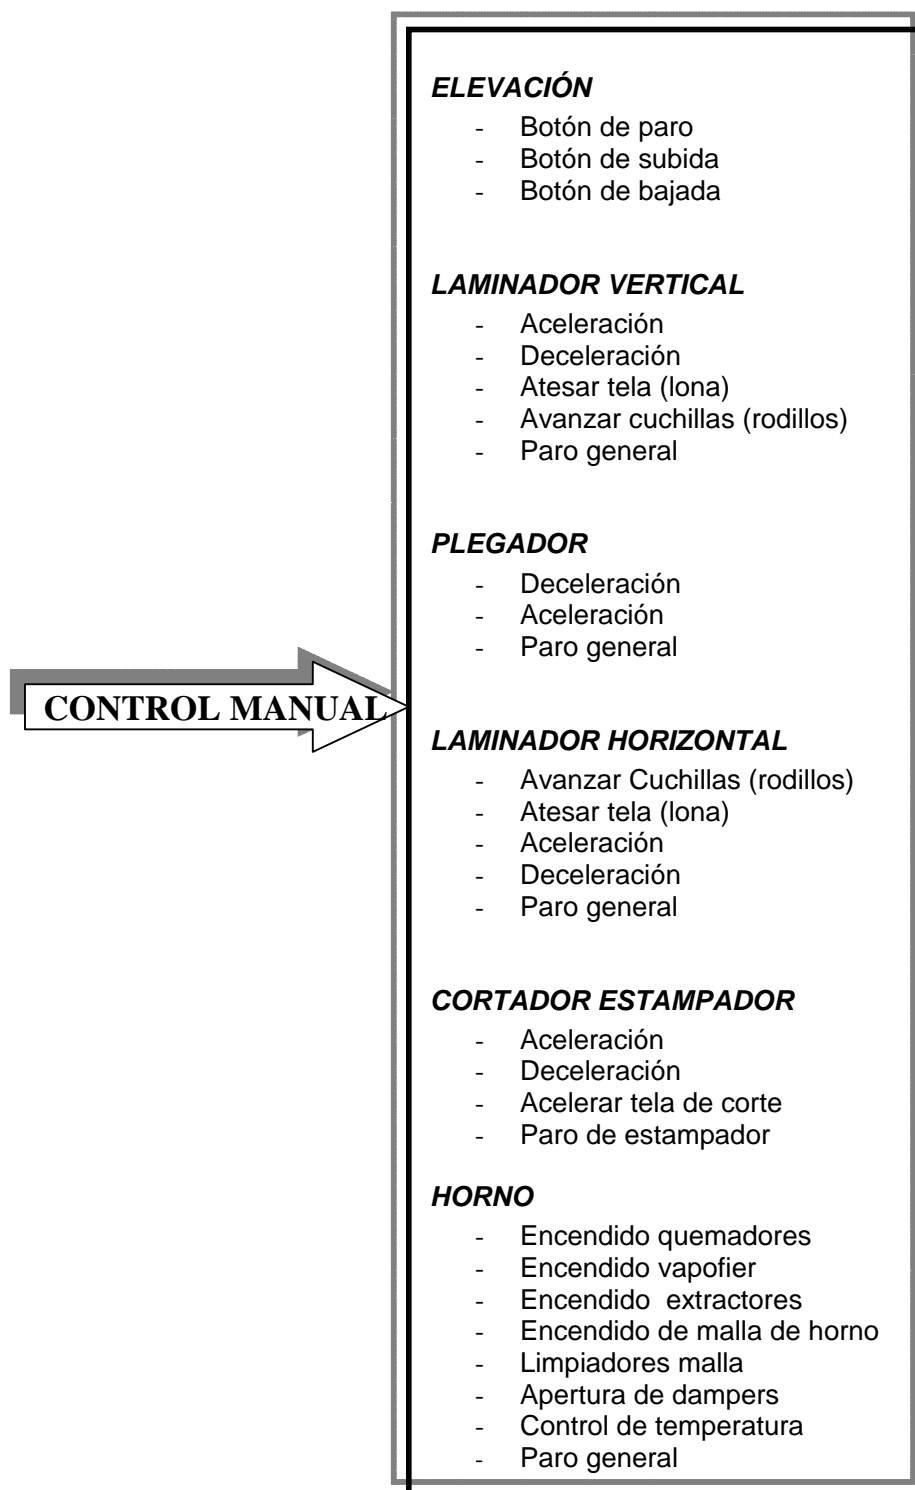 ELEVACIÓN
- Botón de paro
- Botón de subida
- Botón de bajada
LAMINADOR VERTICAL
- Aceleración
- Deceleración
- Atesar tela (lona)
- Avanzar cuchillas (rodillos)
- Paro general
PLEGADOR
- Deceleración
- Aceleración
- Paro general
CONTROL MANUAL
LAMINADOR HORIZONTAL
- Avanzar Cuchillas (rodillos)
- Atesar tela (lona)
- Aceleración
- Deceleración
- Paro general
CORTADOR ESTAMPADOR
- Aceleración
- Deceleración
- Acelerar tela de corte
- Paro de estampador
HORNO
- Encendido quemadores
- Encendido vapofier
- Encendido  extractores
- Encendido de malla de horno
- Limpiadores malla
- Apertura de dampers
- Control de temperatura
- Paro general